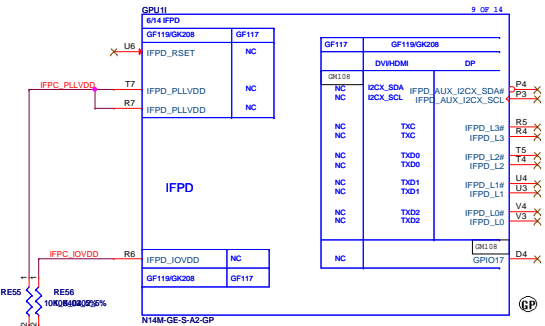 GPU1I
9 OF 14
6/14 IFPD
GF119/GK208 GF117
U6 IFPD_RSET NC
IFPC_PLLVDD T7 IFPD_PLLVDD NC
R7 IFPD_PLLVDD NC
GF117 GF119/GK208
DVI/HDMI DP
GM108
NC I2CX_SDA IFPD_AUX_I2CX_SDA# P4
NC I2CX_SCL IFPD_AUX_I2CX_SCL P3
NC TXC IFPD_L3# R5
NC TXC IFPD_L3 R4
NC TXD0 IFPD_L2# T5
NC TXD0 IFPD_L2 T4
NC TXD1 IFPD_L1# U4
NC TXD1 IFPD_L1 U3
NC TXD2 IFPD_L0# V4
NC TXD2 IFPD_L0 V3
IFPD
GM108
NC GPIO17 D4
IFPC_IOVDD R6 IFPD_IOVDD NC
GF119/GK208 GF117
1
1
RE55
RE56
2
2
N14M-GE-S-A2-GP
GP